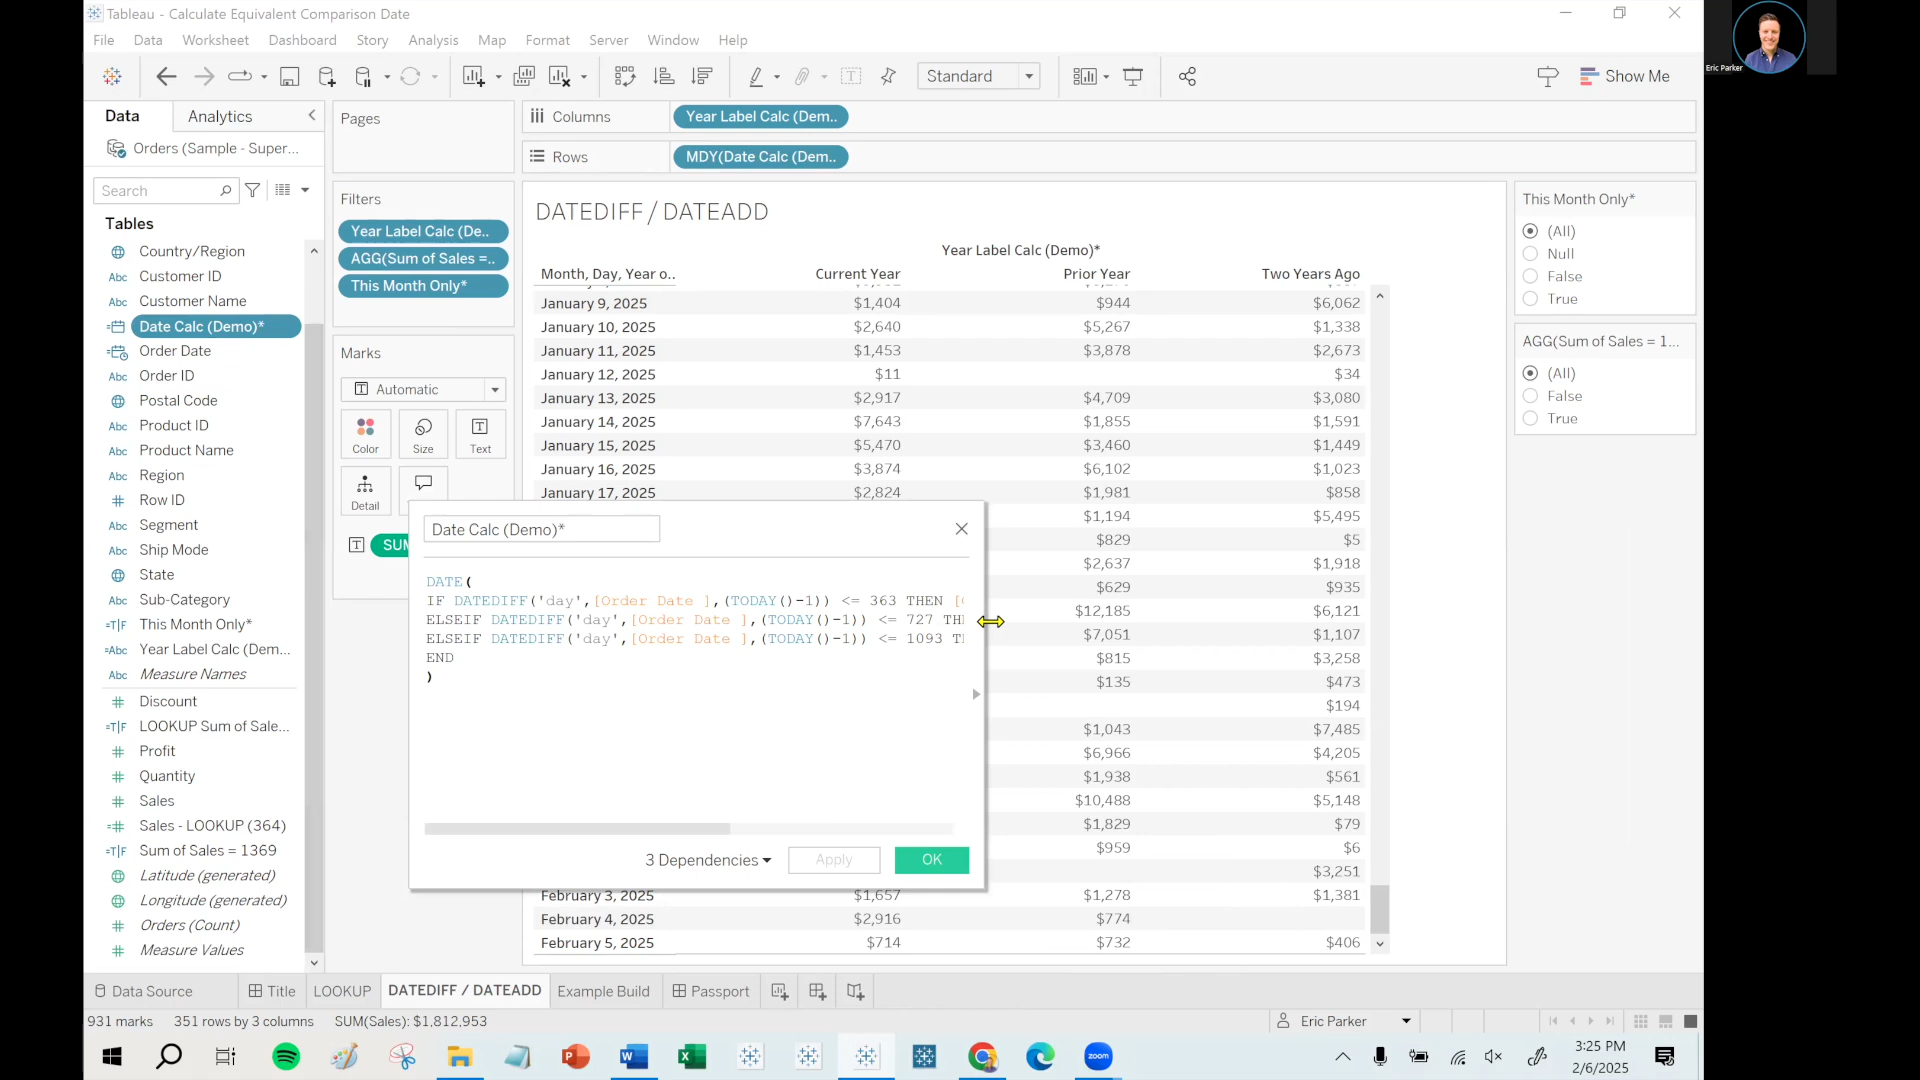 Tableau - Calculate Equivalent Comparison Date
File Data Worksheet Dashboard Story Analysis Map Format Server Window Help
Standard
Show Me
Eric Parker
Data Analytics
Orders (Sample - Super...
Search
Tables
Country/Region
Abc Customer ID
Abc Customer Name
Date Calc (Demo)*
Order Date
Abc Order ID
Postal Code
Abc Product ID
Abc Product Name
Abc Region
# Row ID
Abc Segment
Abc Ship Mode
State
Abc Sub-Category
=T|F This Month Only*
=Abc Year Label Calc (Dem...
Abc Measure Names
# Discount
=T|F LOOKUP Sum of Sale...
# Profit
# Quantity
# Sales
=# Sales - LOOKUP (364)
=T|F Sum of Sales = 1369
Latitude (generated)
Longitude (generated)
# Orders (Count)
# Measure Values
Pages
Filters
Year Label Calc (De..
AGG(Sum of Sales =..
This Month Only*
Marks
Automatic
Color Size Text
Detail
SUM
Columns Year Label Calc (Dem..
Rows MDY(Date Calc (Dem..
DATEDIFF / DATEADD
Year Label Calc (Demo)*
Month, Day, Year o.. Current Year Prior Year Two Years Ago
January 9, 2025 $1,404 $944 $6,062
January 10, 2025 $2,640 $5,267 $1,338
January 11, 2025 $1,453 $3,878 $2,673
January 12, 2025 $11 $34
January 13, 2025 $2,917 $4,709 $3,080
January 14, 2025 $7,643 $1,855 $1,591
January 15, 2025 $5,470 $3,460 $1,449
January 16, 2025 $3,874 $6,102 $1,023
January 17, 2025 $2,824 $1,981 $858
$1,194 $5,495
$829 $5
$2,637 $1,918
$629 $935
$12,185 $6,121
$7,051 $1,107
$815 $3,258
$135 $473
$194
$1,043 $7,485
$6,966 $4,205
$1,938 $561
$10,488 $5,148
$1,829 $79
$959 $6
$3,251
February 3, 2025 $1,657 $1,278 $1,381
February 4, 2025 $2,916 $774
February 5, 2025 $714 $732 $406
Date Calc (Demo)*
DATE(
IF DATEDIFF('day',[Order Date ],(TODAY()-1)) <= 363 THEN [
ELSEIF DATEDIFF('day',[Order Date ],(TODAY()-1)) <= 727 THE
ELSEIF DATEDIFF('day',[Order Date ],(TODAY()-1)) <= 1093 T
END
)
3 Dependencies Apply OK
This Month Only*
(All)
Null
False
True
AGG(Sum of Sales = 1...
(All)
False
True
Data Source Title LOOKUP DATEDIFF / DATEADD Example Build Passport
931 marks 351 rows by 3 columns SUM(Sales): $1,812,953
Eric Parker
zoom
3:25 PM
2/6/2025